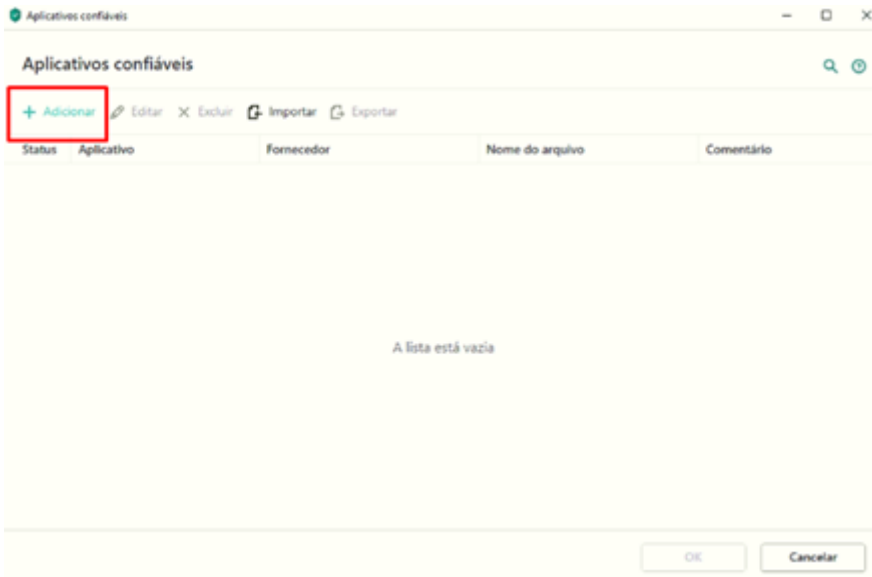 Aplicativos confiáveis
Aplicativos confiáveis
Adicionar Editar Excluir Importar Exportar
Status Aplicativo Fornecedor Nome do arquivo Comentário
A lista está vazia
OK Cancelar